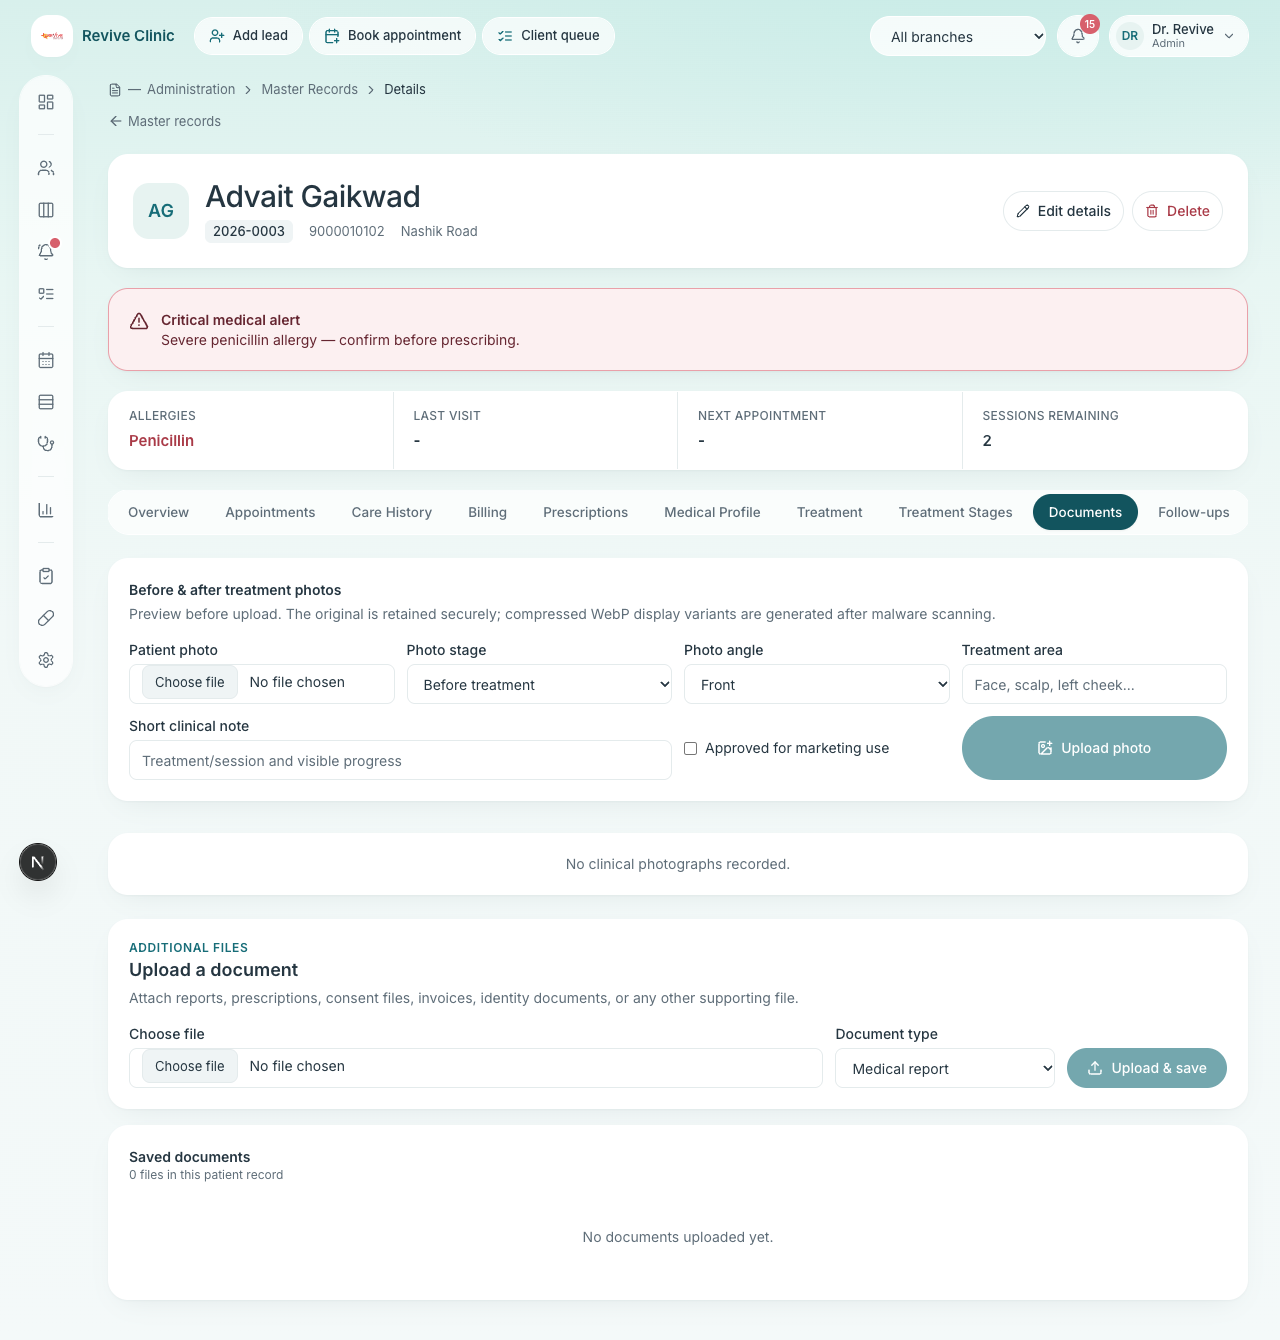 Revive Clinic
Add lead
Book appointment
Client queue
All branches
15
DR
Dr. Revive
Admin
— Administration > Master Records > Details
← Master records
AG
Advait Gaikwad
2026-0003 9000010102 Nashik Road
Edit details
Delete
Critical medical alert
Severe penicillin allergy — confirm before prescribing.
ALLERGIES
Penicillin
LAST VISIT
-
NEXT APPOINTMENT
-
SESSIONS REMAINING
2
Overview Appointments Care History Billing Prescriptions Medical Profile Treatment Treatment Stages Documents Follow-ups
Before & after treatment photos
Preview before upload. The original is retained securely; compressed WebP display variants are generated after malware scanning.
Patient photo
Choose file No file chosen
Photo stage
Before treatment
Photo angle
Front
Treatment area
Face, scalp, left cheek...
Short clinical note
Treatment/session and visible progress
Approved for marketing use
Upload photo
N
No clinical photographs recorded.
ADDITIONAL FILES
Upload a document
Attach reports, prescriptions, consent files, invoices, identity documents, or any other supporting file.
Choose file
Choose file No file chosen
Document type
Medical report
Upload & save
Saved documents
0 files in this patient record
No documents uploaded yet.